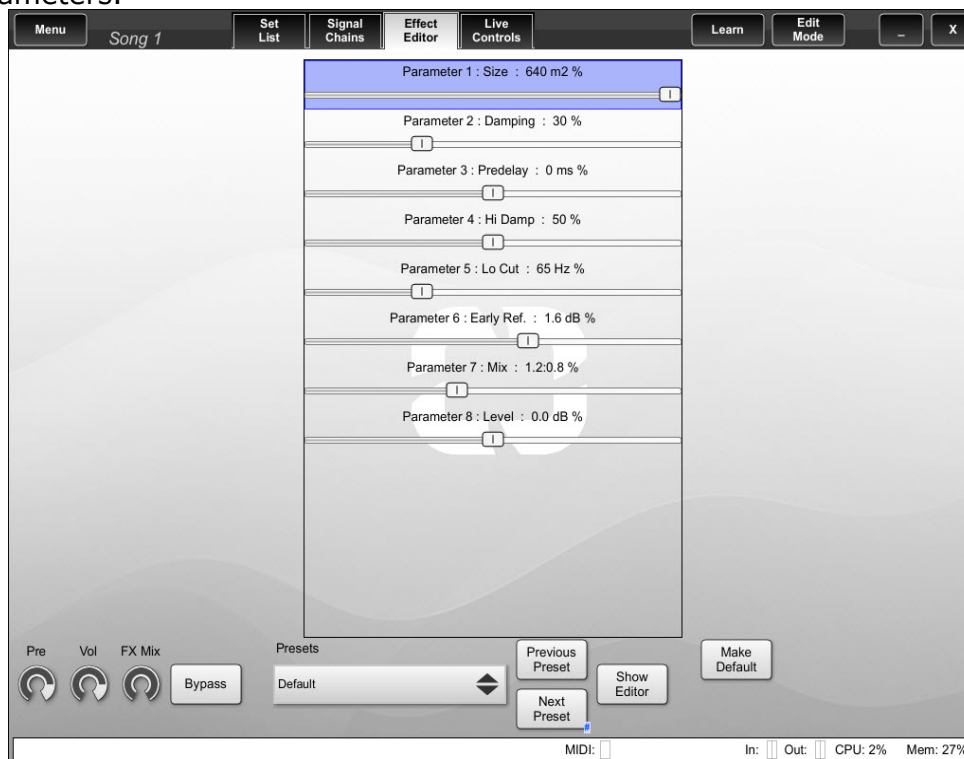 ameters.
Menu
Song 1
Set List
Signal Chains
Effect Editor
Live Controls
Learn
Edit Mode
_
X
Parameter 1 : Size : 640 m2 %
Parameter 2 : Damping : 30 %
Parameter 3 : Predelay : 0 ms %
Parameter 4 : Hi Damp : 50 %
Parameter 5 : Lo Cut : 65 Hz %
Parameter 6 : Early Ref. : 1.6 dB %
Parameter 7 : Mix : 1.2:0.8 %
Parameter 8 : Level : 0.0 dB %
Pre
Vol
FX Mix
Bypass
Presets
Default
Previous Preset
Next Preset
#
Show Editor
Make Default
MIDI:
In:
Out:
CPU: 2%
Mem: 27%